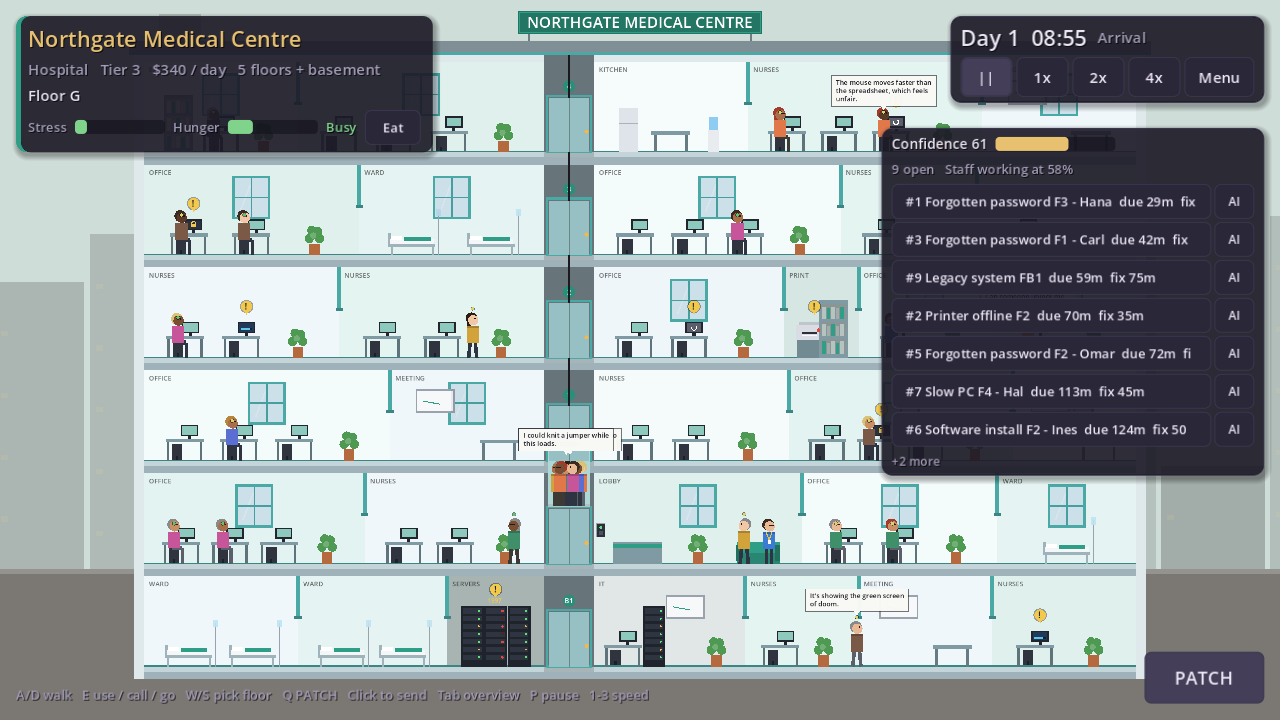 NORTHGATE MEDICAL CENTRE
Northgate Medical Centre
Hospital Tier 3 $340 / day 5 floors + basement
Floor G
Stress Hunger Busy Eat
Day 1 08:55 Arrival
|| 1x 2x 4x Menu
Confidence 61
9 open Staff working at 58%
#1 Forgotten password F3 - Hana due 29m fix AI
#3 Forgotten password F1 - Carl due 42m fix AI
#9 Legacy system FB1 due 59m fix 75m AI
#2 Printer offline F2 due 70m fix 35m AI
#5 Forgotten password F2 - Omar due 72m fi AI
#7 Slow PC F4 - Hal due 113m fix 45m AI
#6 Software install F2 - Ines due 124m fix 50 AI
+2 more
KITCHEN NURSES
The mouse moves faster than
the spreadsheet, which feels
unfair.
OFFICE WARD NURSES
NURSES NURSES OFFICE PRINT
OFFICE MEETING NURSES OFFICE
I could knit a jumper while
this loads.
OFFICE NURSES LOBBY OFFICE WARD
WARD WARD SERVERS B1 IT NURSES MEETING NURSES
It's showing the green screen
of doom.
PATCH
A/D walk E use / call / go W/S pick floor Q PATCH Click to send Tab overview P pause 1-3 speed